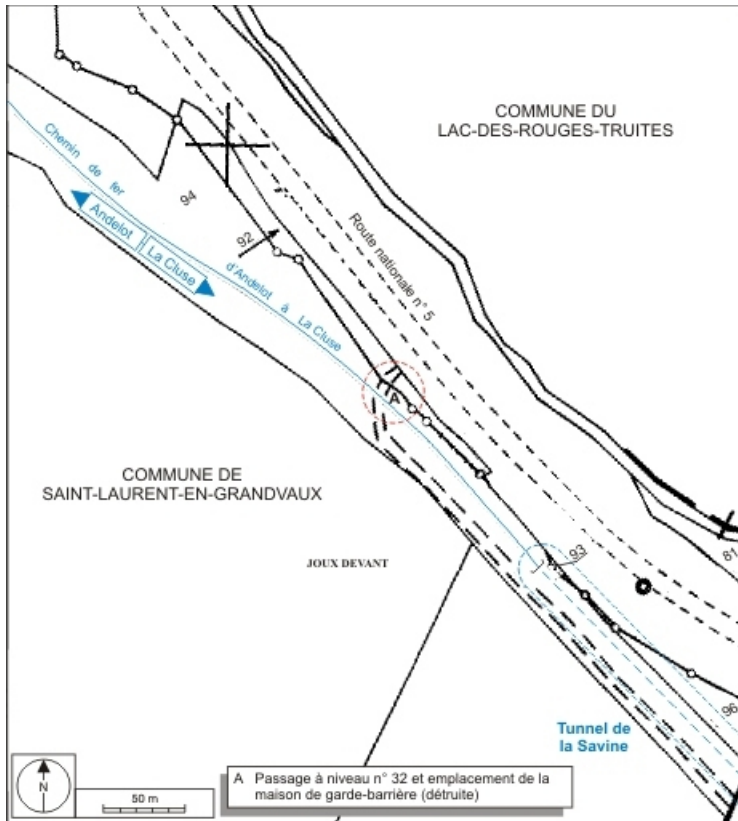 COMMUNE DU
LAC-DES-ROUGES-TRUITES
Chemin de fer
94
92
Andelot
La Cluse
d'Andelot à La Cluse
Route nationale n° 5
A
COMMUNE DE
SAINT-LAURENT-EN-GRANDVAUX
JOUX DEVANT
93
81
96
Tunnel de
la Savine
N
50 m
A Passage à niveau n° 32 et emplacement de la
maison de garde-barrière (détruite)